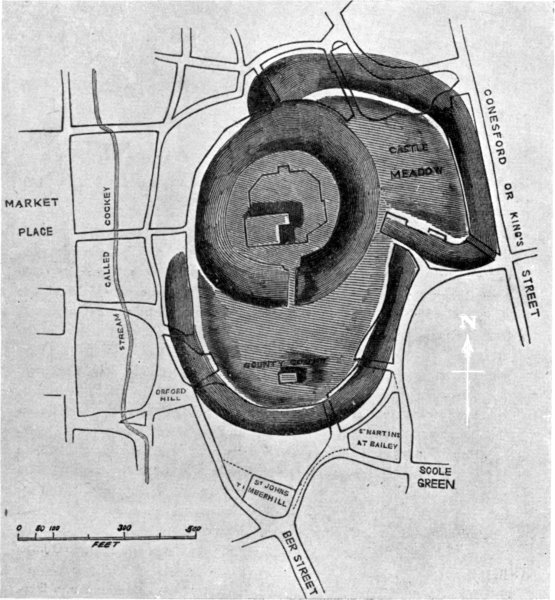 CASTLE
MEADOW
CONESFORD OR KING'S
STREET
MARKET
PLACE
STREAM CALLED COCKEY
N
COUNTY COURT
ORFORD
HILL
ST MARTINS
AT BAILEY
ST JOHNS
TIMBERHILL
SCOLE
GREEN
BER STREET
0 50 100 300 500
FEET